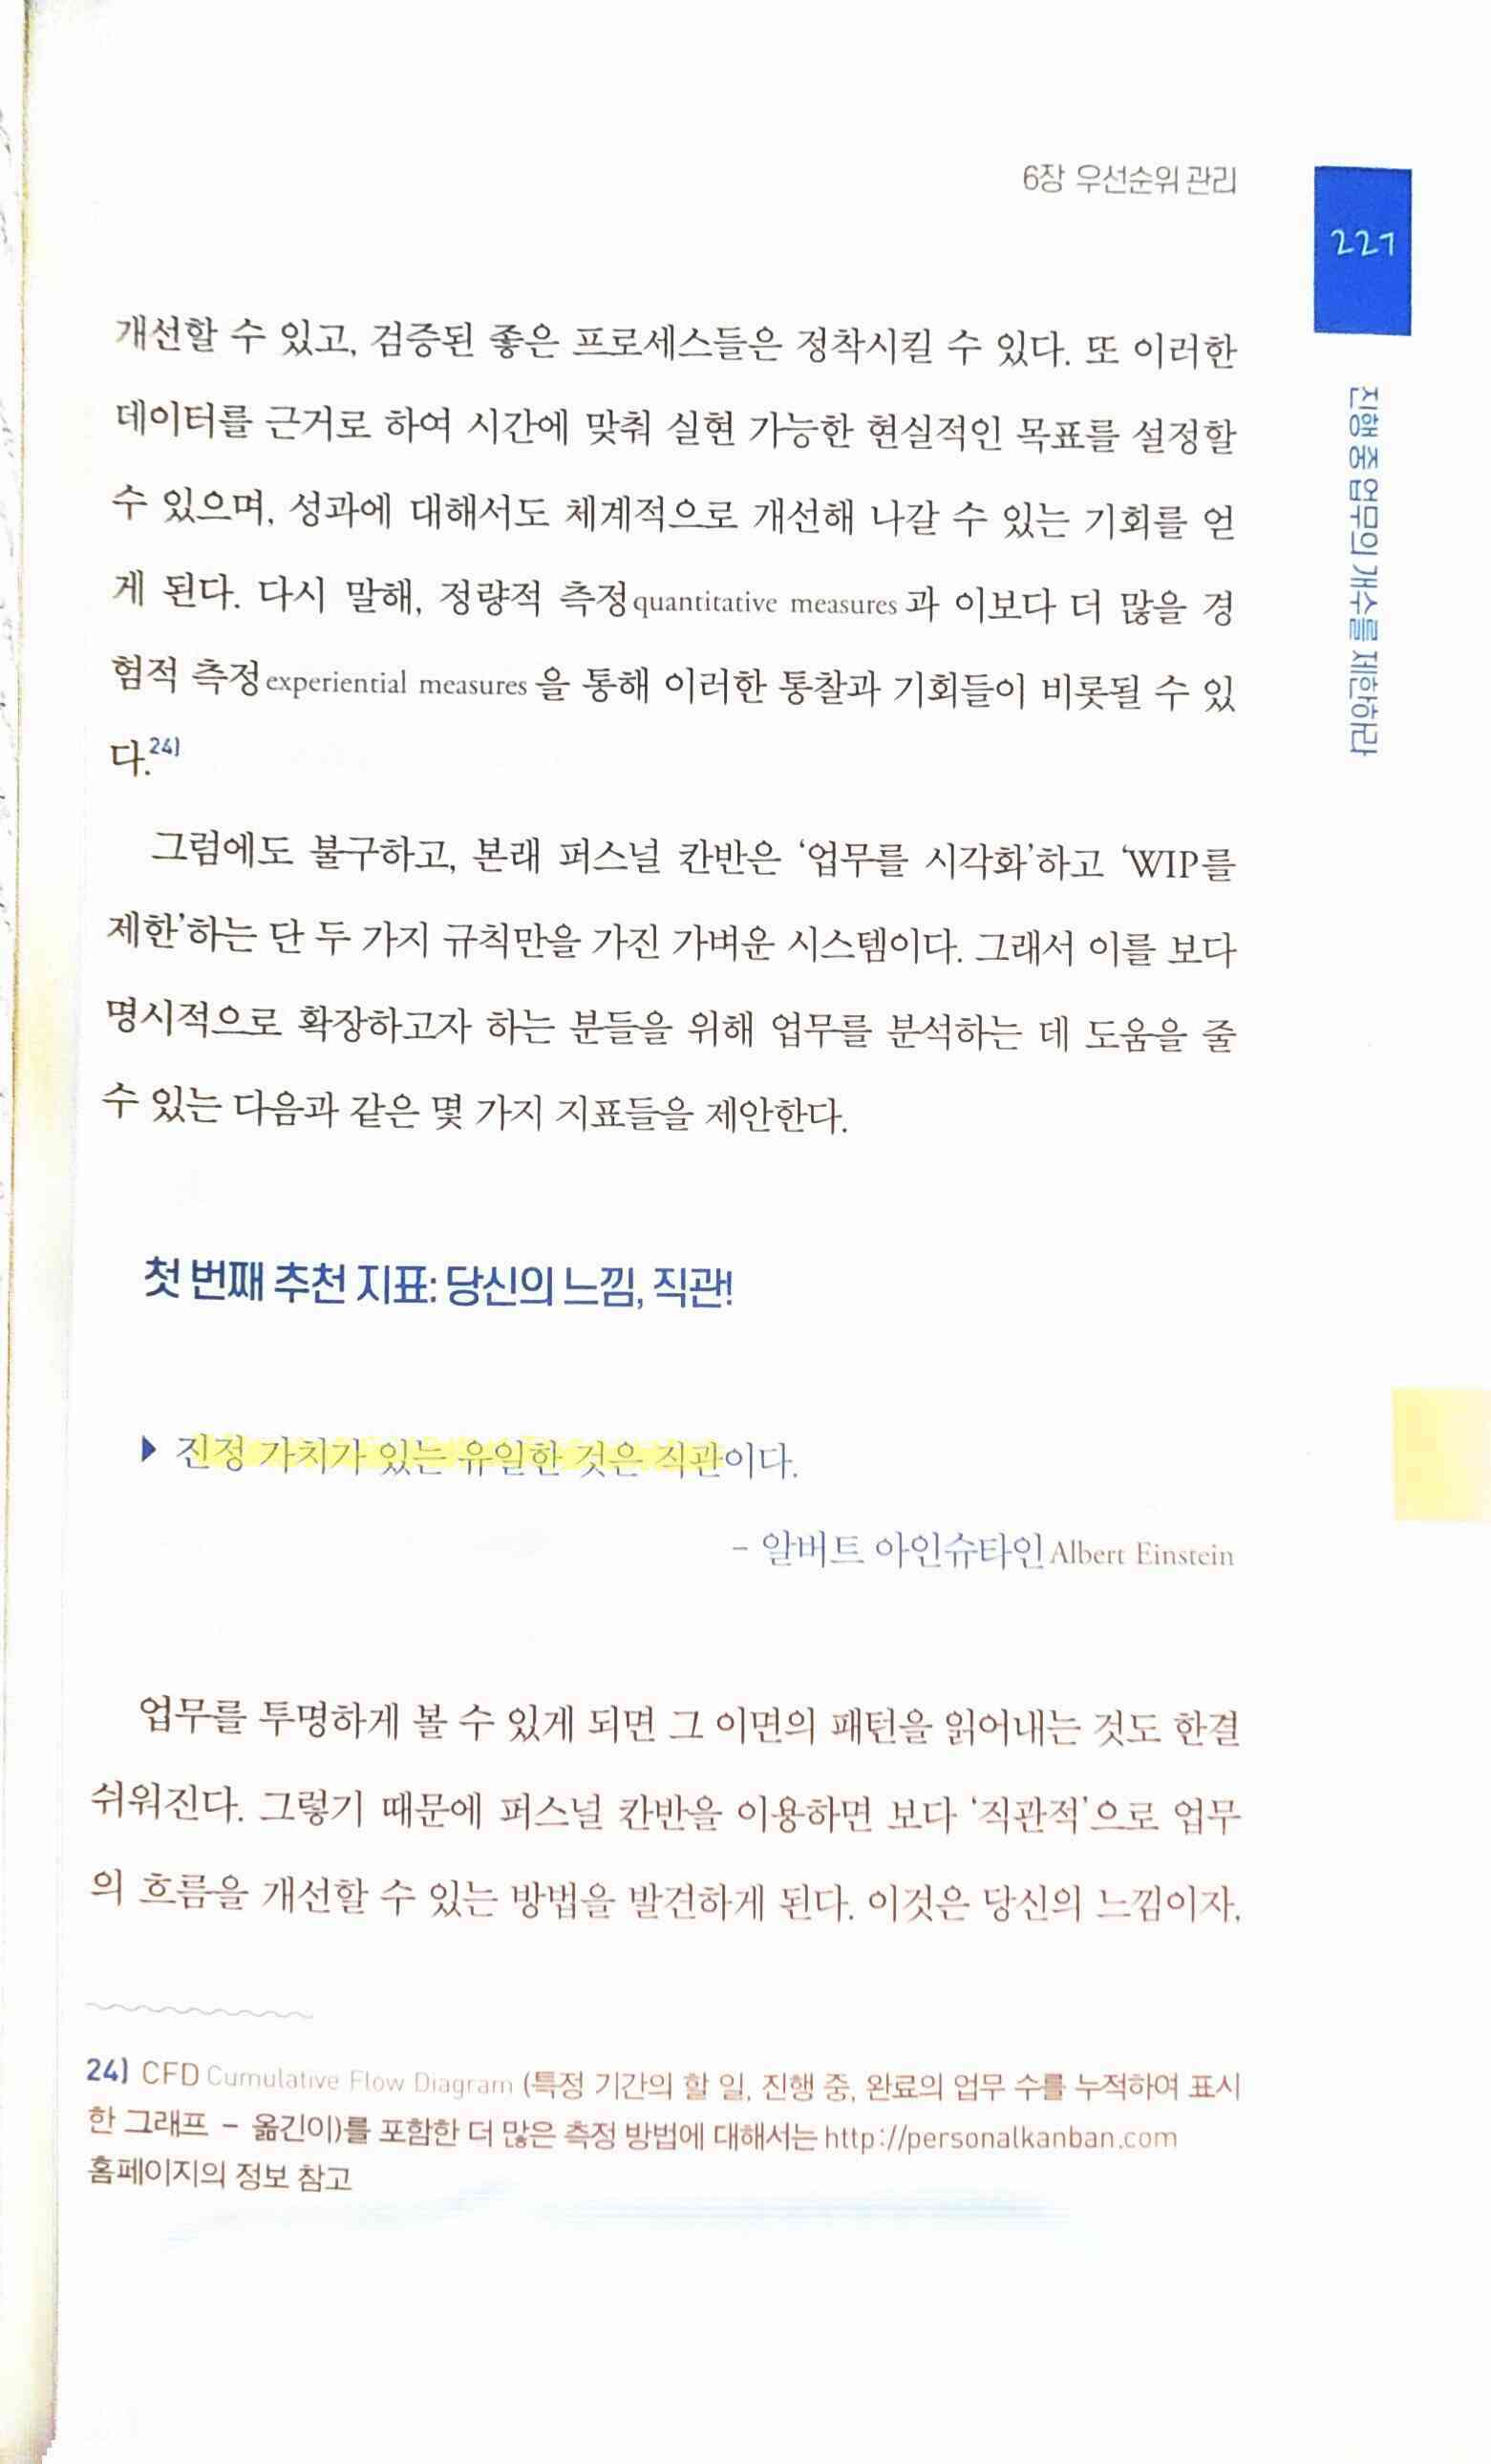 6장 우선순위 관리
227
진행 중 업무의 개수를 제한하라
개선할 수 있고, 검증된 좋은 프로세스들은 정착시킬 수 있다. 또 이러한
데이터를 근거로 하여 시간에 맞춰 실현 가능한 현실적인 목표를 설정할
수 있으며, 성과에 대해서도 체계적으로 개선해 나갈 수 있는 기회를 얻
게 된다. 다시 말해, 정량적 측정quantitative measures과 이보다 더 많을 경
험적 측정experiential measures을 통해 이러한 통찰과 기회들이 비롯될 수 있
다.24)
그럼에도 불구하고, 본래 퍼스널 칸반은 ‘업무를 시각화’하고 ‘WIP를
제한’하는 단 두 가지 규칙만을 가진 가벼운 시스템이다. 그래서 이를 보다
명시적으로 확장하고자 하는 분들을 위해 업무를 분석하는 데 도움을 줄
수 있는 다음과 같은 몇 가지 지표들을 제안한다.
첫 번째 추천 지표: 당신의 느낌, 직관!
▶ 진정 가치가 있는 유일한 것은 직관이다.
– 알버트 아인슈타인Albert Einstein
업무를 투명하게 볼 수 있게 되면 그 이면의 패턴을 읽어내는 것도 한결
쉬워진다. 그렇기 때문에 퍼스널 칸반을 이용하면 보다 ‘직관적’으로 업무
의 흐름을 개선할 수 있는 방법을 발견하게 된다. 이것은 당신의 느낌이자,
24) CFD Cumulative Flow Diagram (특정 기간의 할 일, 진행 중, 완료의 업무 수를 누적하여 표시
한 그래프 – 옮긴이)를 포함한 더 많은 측정 방법에 대해서는 http://personalkanban.com
홈페이지의 정보 참고